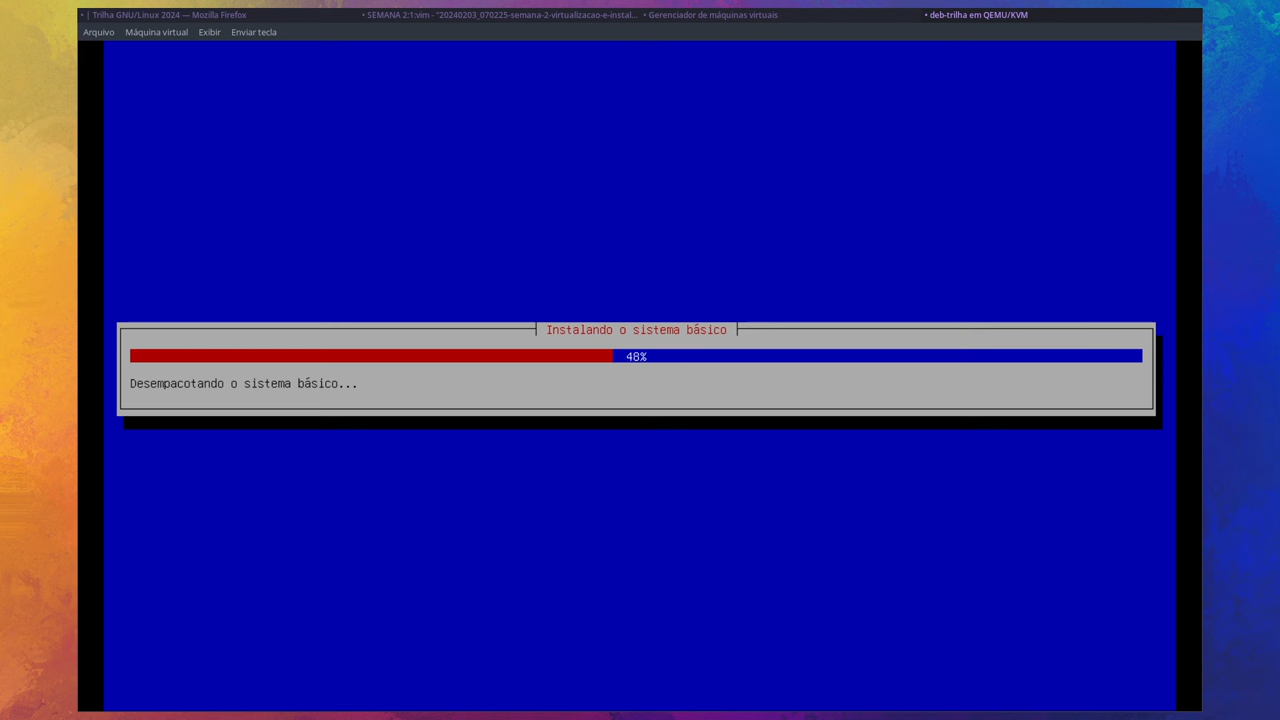 • | Trilha GNU/Linux 2024 — Mozilla Firefox
• SEMANA 2:1:vim - "20240203_070225-semana-2-virtualizacao-e-instal...
• Gerenciador de máquinas virtuais
• deb-trilha em QEMU/KVM
Arquivo Máquina virtual Exibir Enviar tecla
Instalando o sistema básico
48%
Desempacotando o sistema básico...